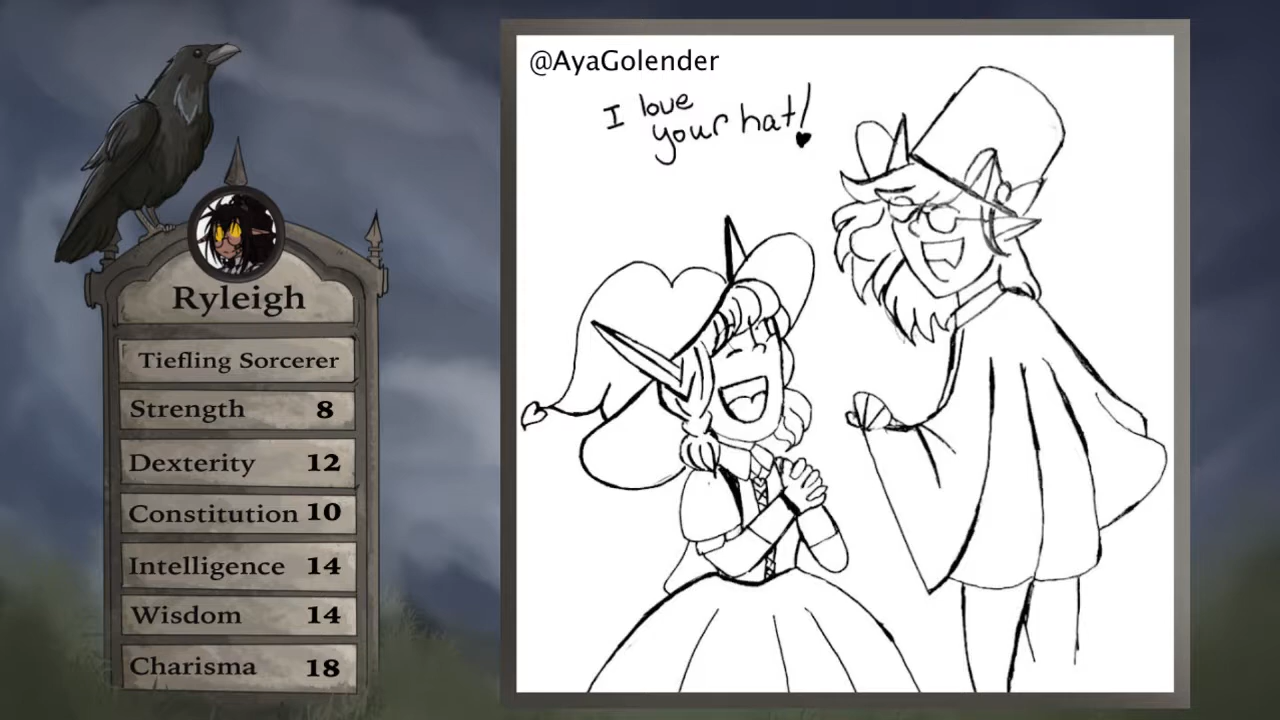 Ryleigh
Tiefling Sorcerer
Strength 8
Dexterity 12
Constitution 10
Intelligence 14
Wisdom 14
Charisma 18
@AyaGolender
I love
your hat!